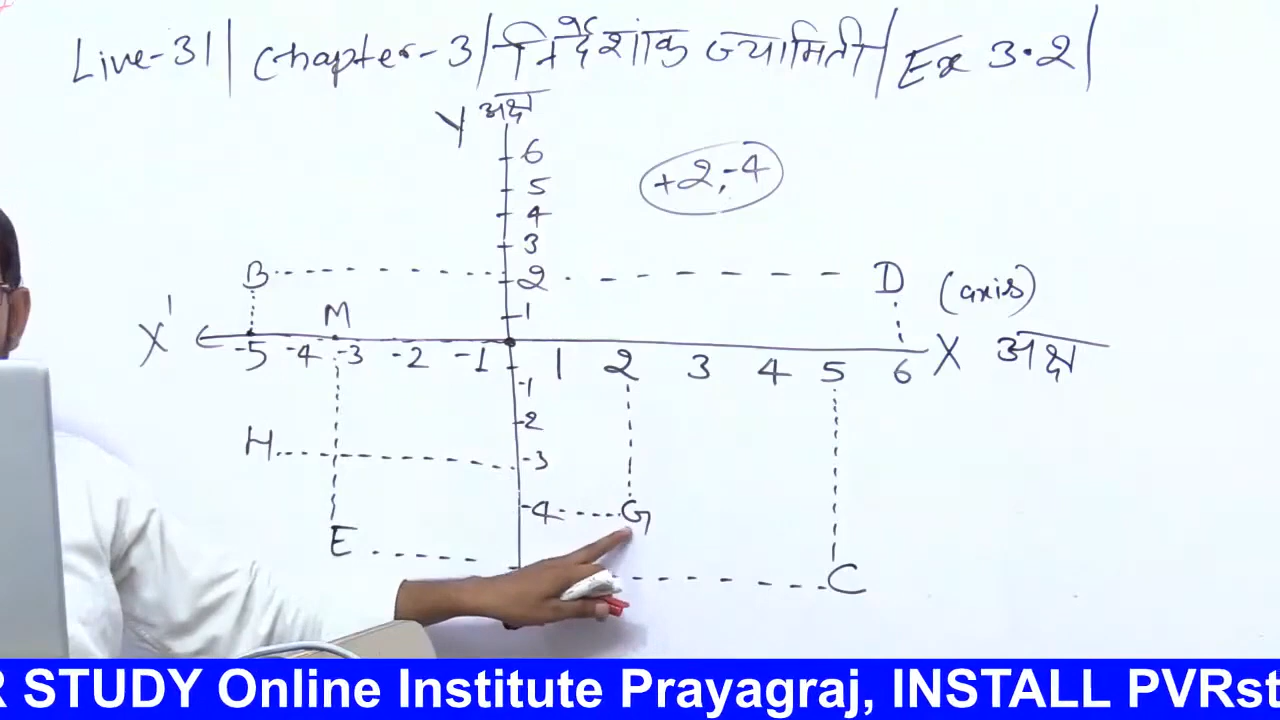 Live-31| Chapter-3| निर्देशांक ज्यामिती| Ex 3.2|
Y अक्ष
6
5
+2,-4
4
3
B 2 D (axis)
M 1
X' -5 -4 -3 -2 -1 1 2 3 4 5 6 X अक्ष
-1
-2
H -3
-4 G
E
C
R STUDY Online Institute Prayagraj, INSTALL PVRst